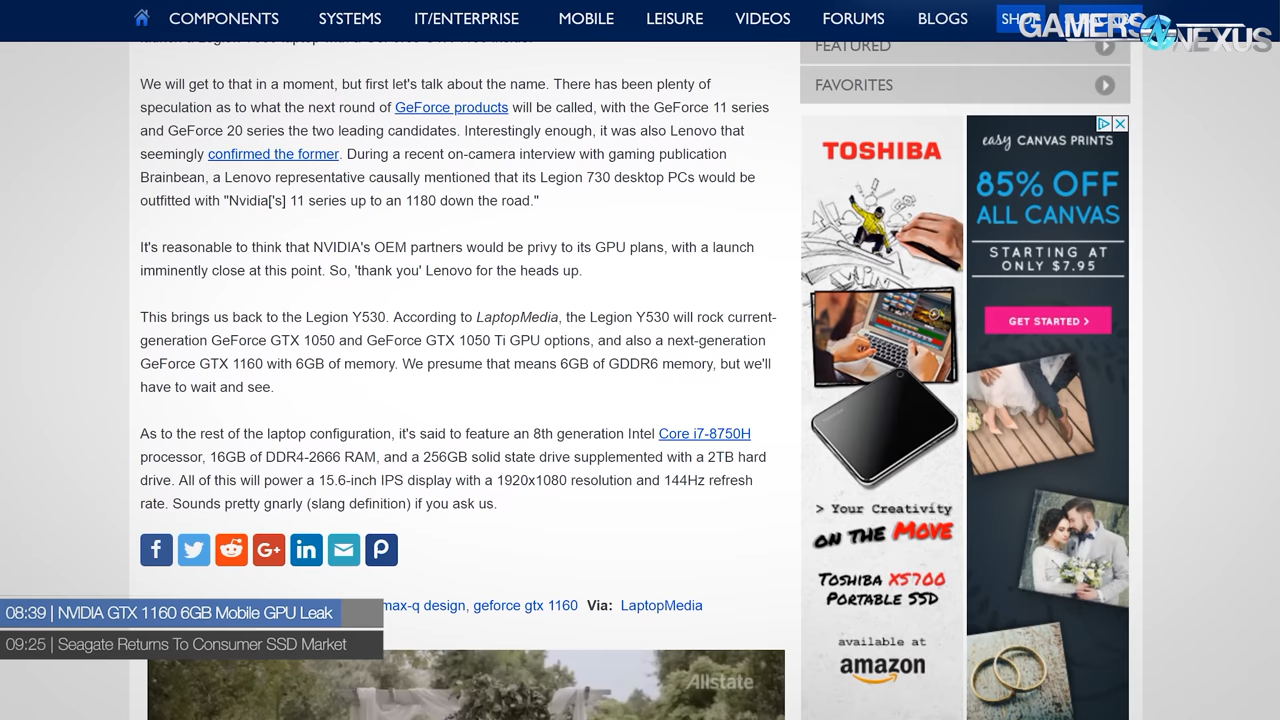 COMPONENTS SYSTEMS IT/ENTERPRISE MOBILE LEISURE VIDEOS FORUMS BLOGS SHOP SUBSCRIBE
GAMERS NEXUS
FEATURED
FAVORITES
We will get to that in a moment, but first let's talk about the name. There has been plenty of
speculation as to what the next round of GeForce products will be called, with the GeForce 11 series
and GeForce 20 series the two leading candicates. Interestingly enough, it was also Lenovo that
seemingly confirmed the former. During a recent on-camera interview with gaming publication
Brainbean, a Lenovo representative causally mentioned that its Legion 730 desktop PCs would be
outfitted with "Nvidia['s] 11 series up to an 1180 down the road."
It's reasonable to think that NVIDIA's OEM partners would be privy to its GPU plans, with a launch
imminently close at this point. So, 'thank you' Lenovo for the heads up.
This brings us back to the Legion Y530. According to LaptopMedia, the Legion Y530 will rock current-
generation GeForce GTX 1050 and GeForce GTX 1050 Ti GPU options, and also a next-generation
GeForce GTX 1160 with 6GB of memory. We presume that means 6GB of GDDR6 memory, but we'll
have to wait and see.
As to the rest of the laptop configuration, it's said to feature an 8th generation Intel Core i7-8750H
processor, 16GB of DDR4-2666 RAM, and a 256GB solid state drive supplemented with a 2TB hard
drive. All of this will power a 15.6-inch IPS display with a 1920x1080 resolution and 144Hz refresh
rate. Sounds pretty gnarly (slang definition) if you ask us.
max-q design, geforce gtx 1160 Via: LaptopMedia
08:39 | NVIDIA GTX 1160 6GB Mobile GPU Leak
09:25 | Seagate Returns To Consumer SSD Market
Allstate
TOSHIBA
> Your Creativity
ON THE MOVE
TOSHIBA XS700
PORTABLE SSD
available at
amazon
easy CANVAS PRINTS
85% OFF
ALL CANVAS
STARTING AT
ONLY $7.95
GET STARTED >